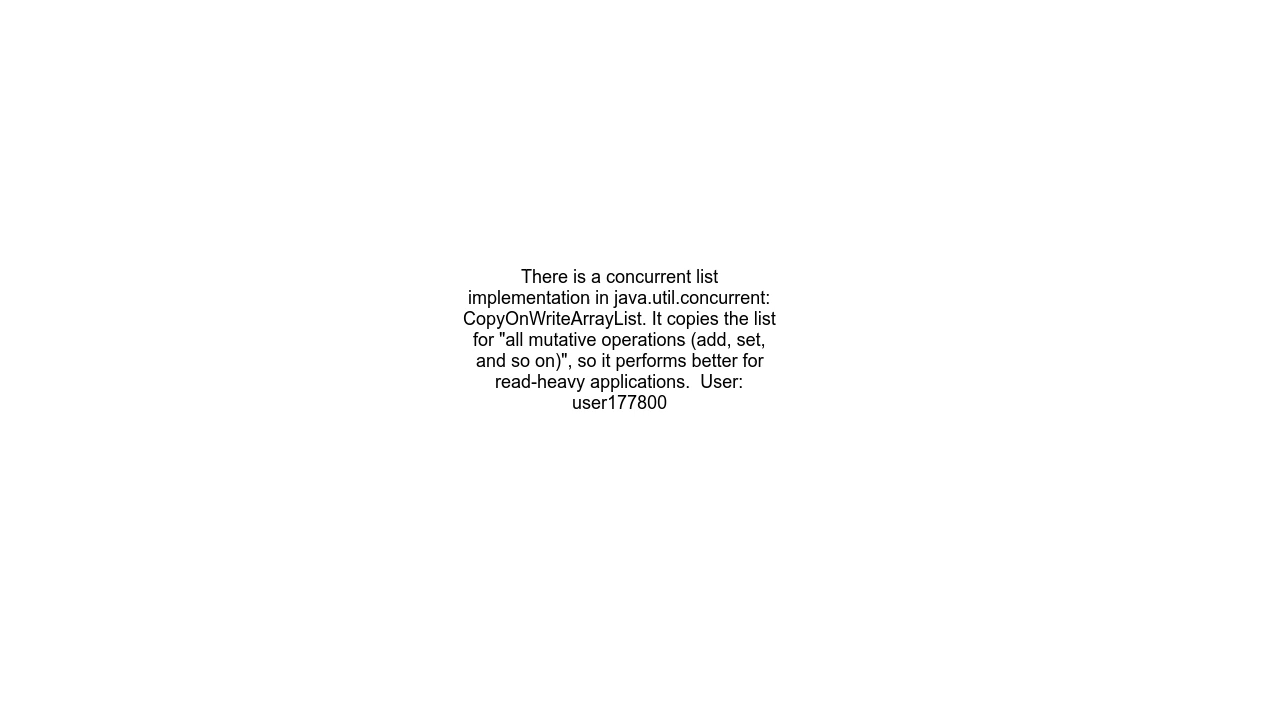 There is a concurrent list
implementation in java.util.concurrent:
CopyOnWriteArrayList. It copies the list
for "all mutative operations (add, set,
and so on)", so it performs better for
read-heavy applications.  User:
user177800